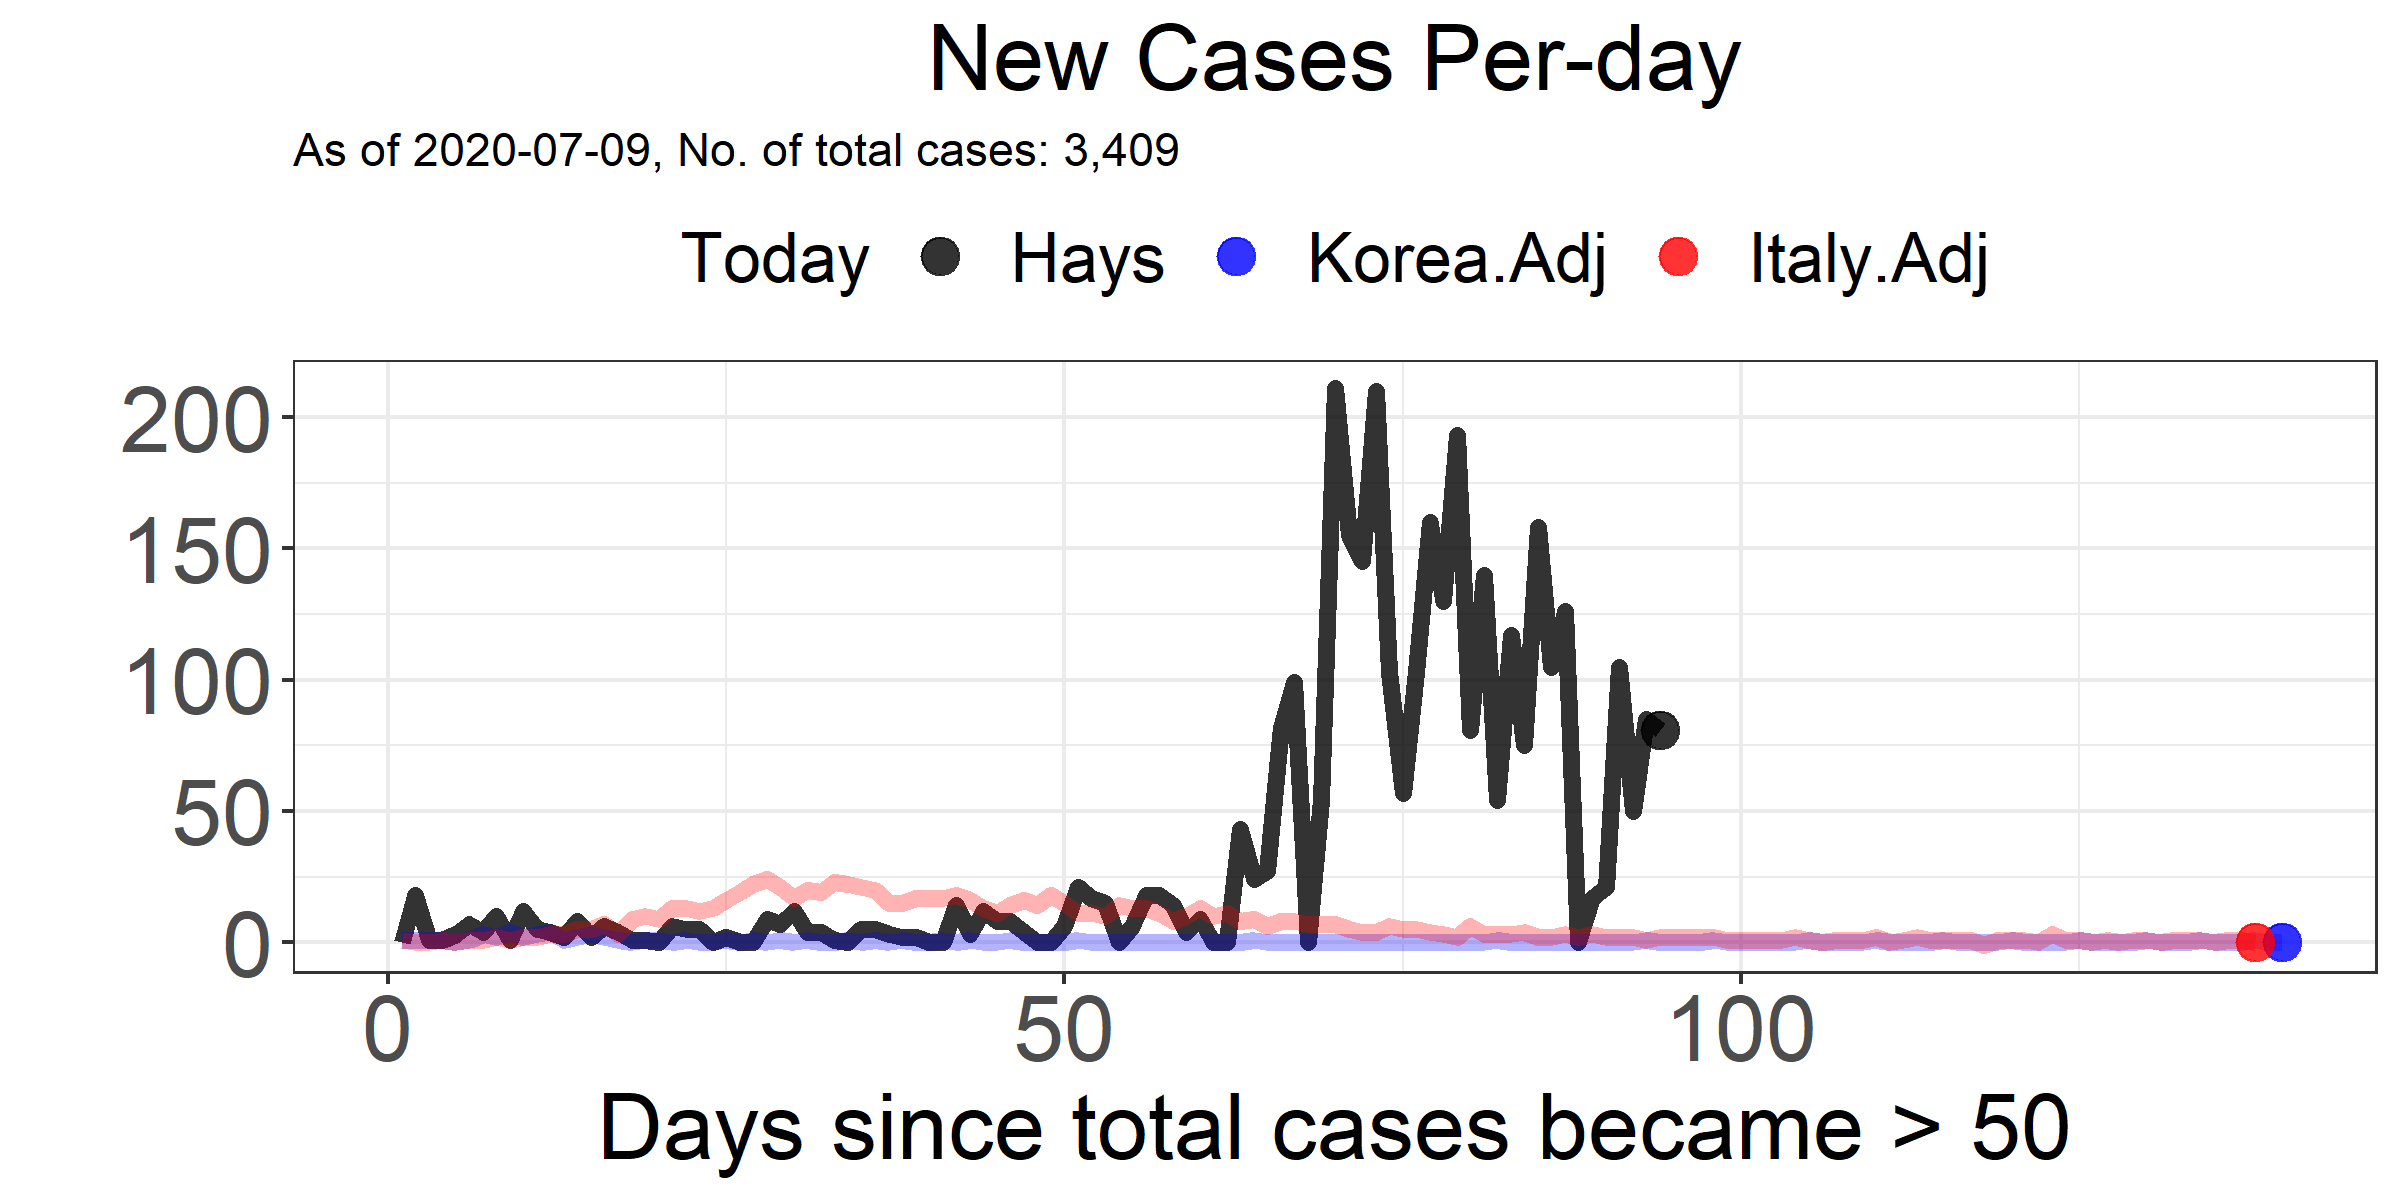 New Cases Per-day
As of 2020-07-09, No. of total cases: 3,409
Today Hays Korea.Adj Italy.Adj
200
150
100
50
0
0 50 100
Days since total cases became > 50